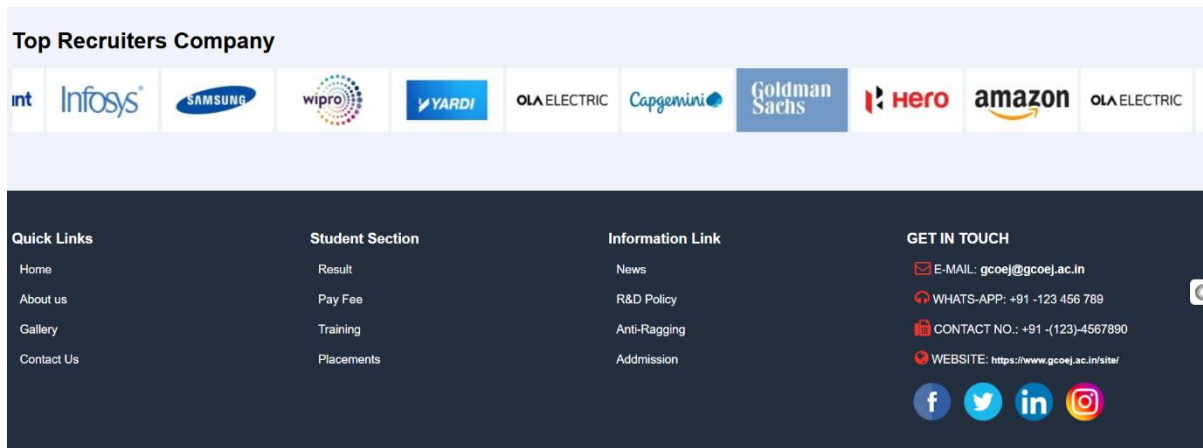 Top Recruiters Company
int Infosys® SAMSUNG wipro YARDI OLA ELECTRIC Capgemini Goldman Sachs Hero amazon OLA ELECTRIC
Quick Links
Home
About us
Gallery
Contact Us
Student Section
Result
Pay Fee
Training
Placements
Information Link
News
R&D Policy
Anti-Ragging
Addmission
GET IN TOUCH
E-MAIL: gcoej@gcoej.ac.in
WHATS-APP: +91 -123 456 789
CONTACT NO.: +91 -(123)-4567890
WEBSITE: https://www.gcoej.ac.in/site/
f in